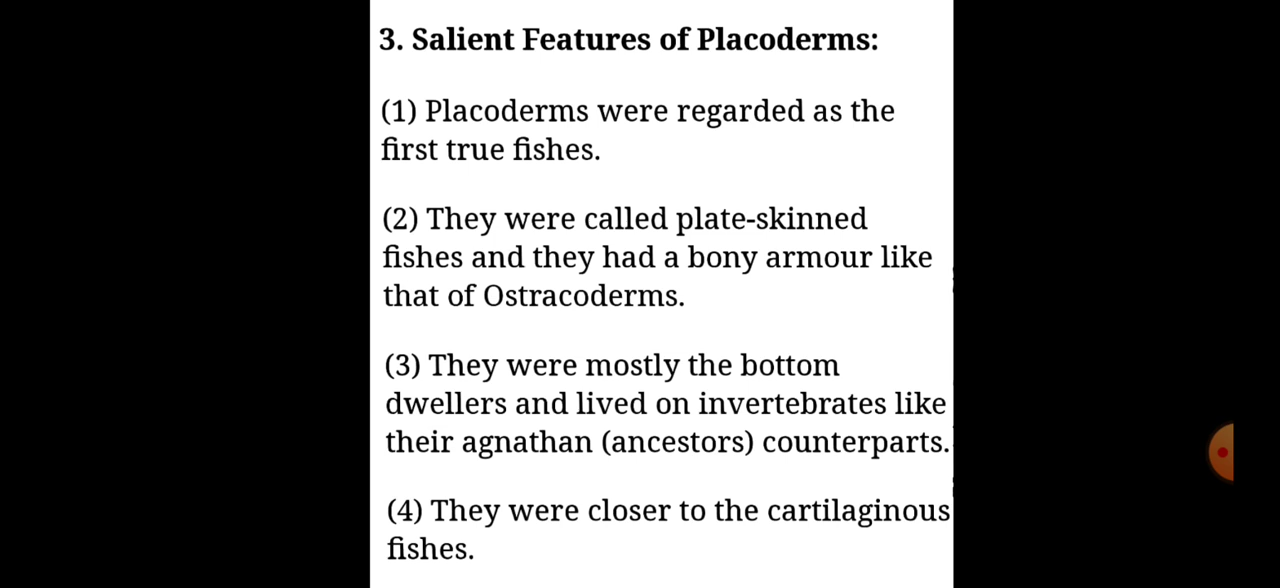 3. Salient Features of Placoderms:
(1) Placoderms were regarded as the
first true fishes.
(2) They were called plate-skinned
fishes and they had a bony armour like
that of Ostracoderms.
(3) They were mostly the bottom
dwellers and lived on invertebrates like
their agnathan (ancestors) counterparts.
(4) They were closer to the cartilaginous
fishes.